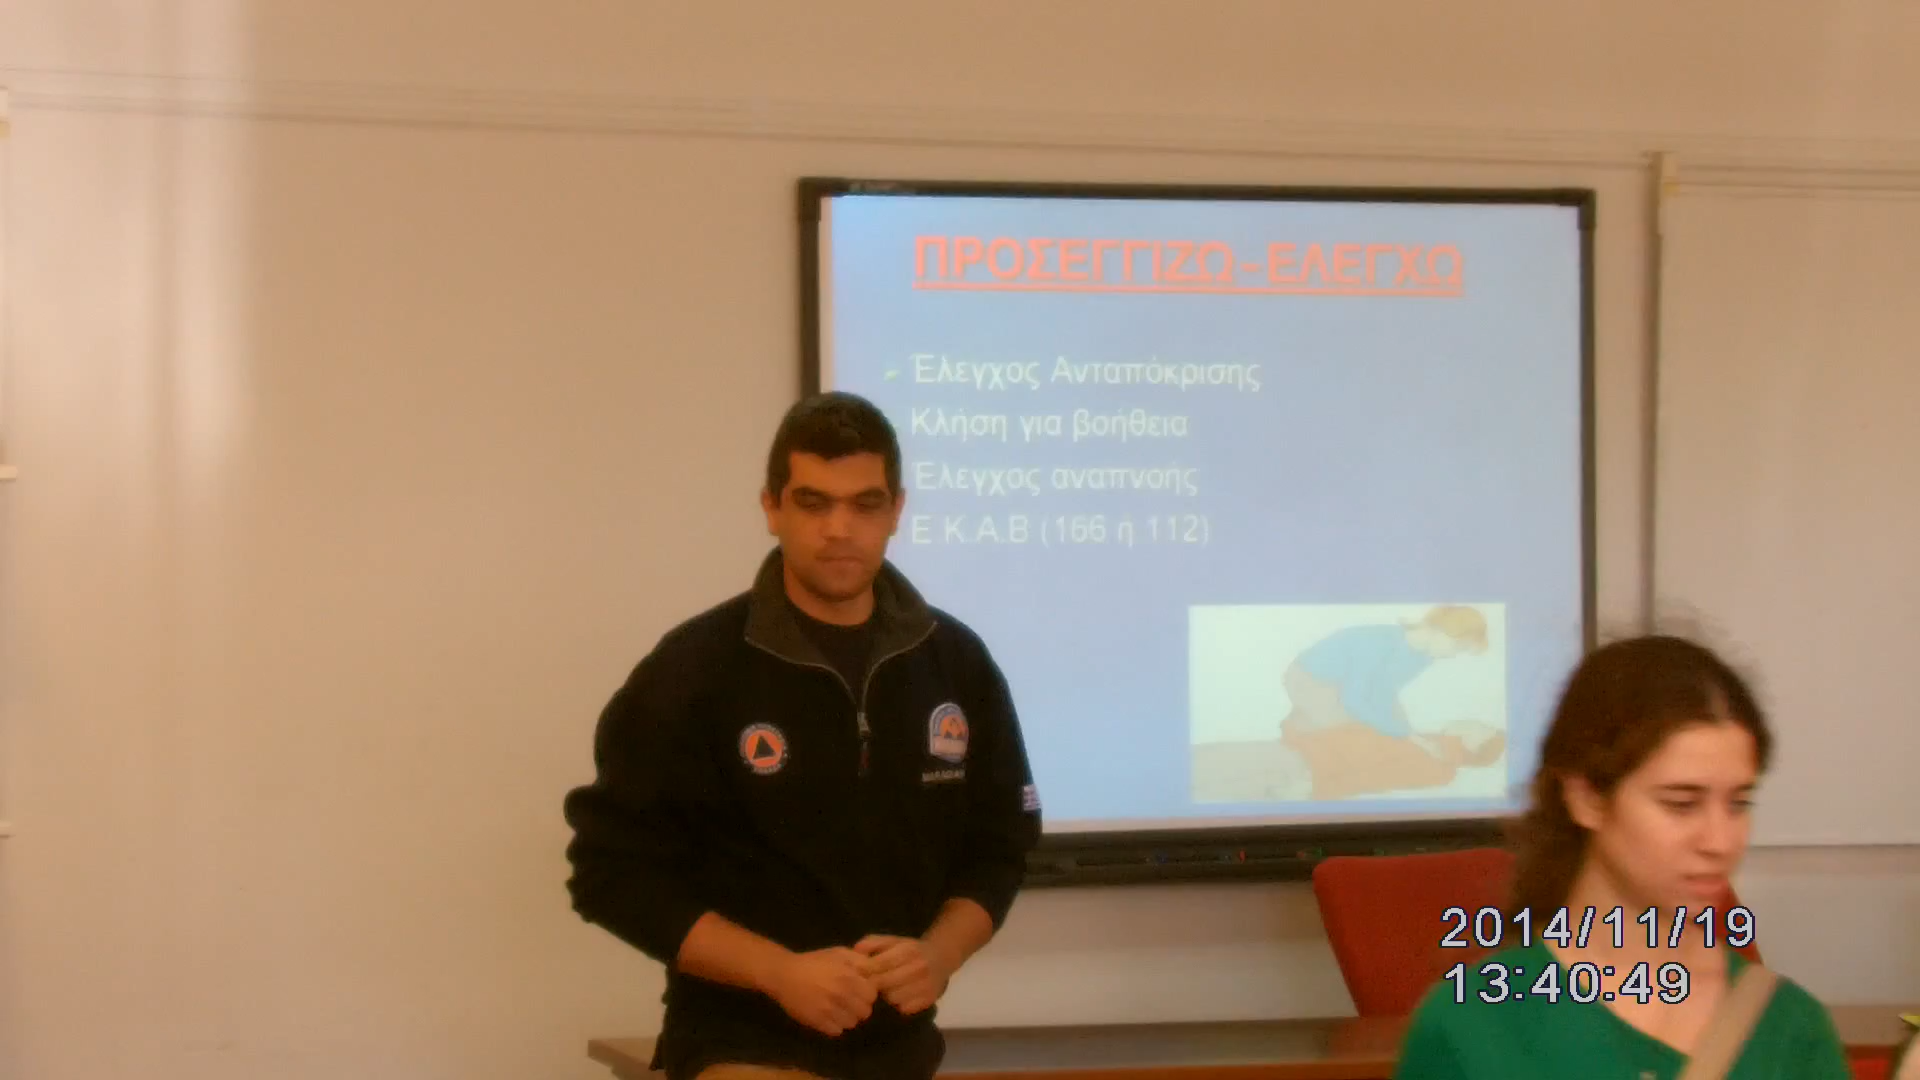 ΠΡΟΣΕΓΓΙΖΩ-ΕΛΕΓΧΩ
Έλεγχος Ανταπόκρισης
Κλήση για βοήθεια
Έλεγχος αναπνοής
Ε.Κ.Α.Β (166 ή 112)
2014/11/19
13:40:49